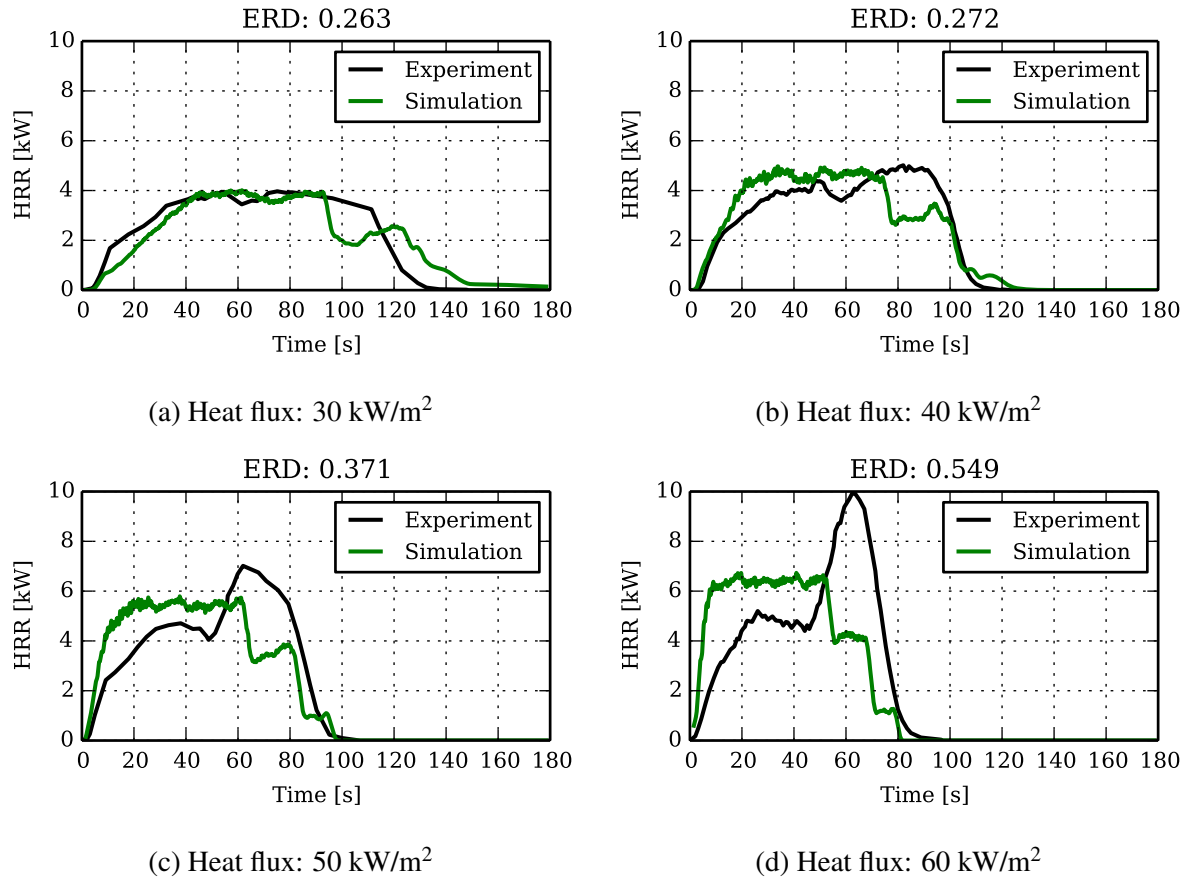 ERD: 0.263
10
8
6
4
2
0
HRR [kW]
Experiment
Simulation
0 20 40 60 80 100 120 140 160 180
Time [s]
(a) Heat flux: 30 kW/m²
ERD: 0.272
10
8
6
4
2
0
HRR [kW]
Experiment
Simulation
0 20 40 60 80 100 120 140 160 180
Time [s]
(b) Heat flux: 40 kW/m²
ERD: 0.371
10
8
6
4
2
0
HRR [kW]
Experiment
Simulation
0 20 40 60 80 100 120 140 160 180
Time [s]
(c) Heat flux: 50 kW/m²
ERD: 0.549
10
8
6
4
2
0
HRR [kW]
Experiment
Simulation
0 20 40 60 80 100 120 140 160 180
Time [s]
(d) Heat flux: 60 kW/m²